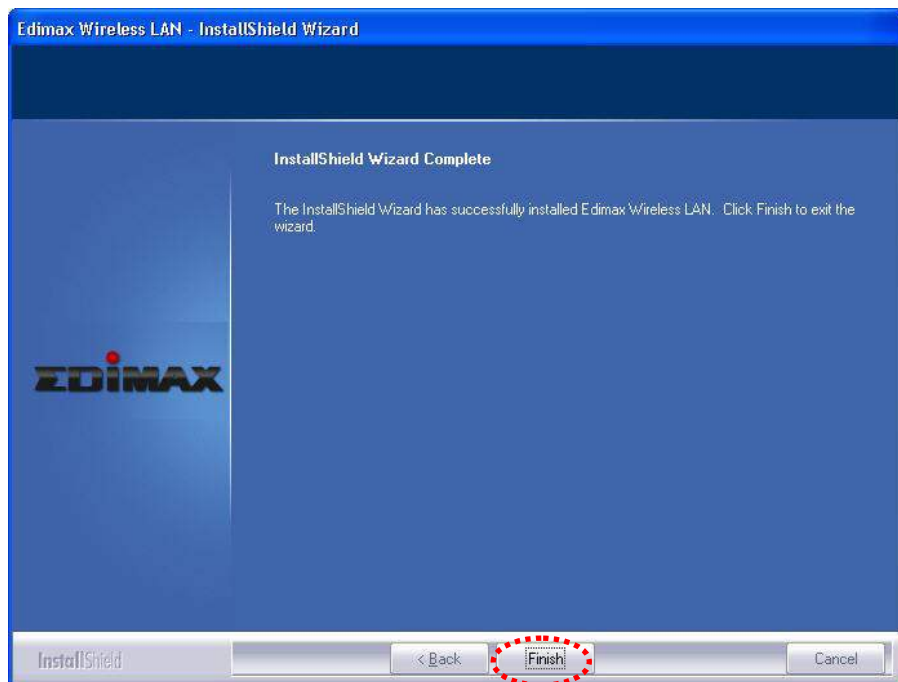 Edimax Wireless LAN - InstallShield Wizard
InstallShield Wizard Complete
The InstallShield Wizard has successfully installed Edimax Wireless LAN. Click Finish to exit the
wizard.
EDIMAX
InstallShield
< Back
Finish
Cancel